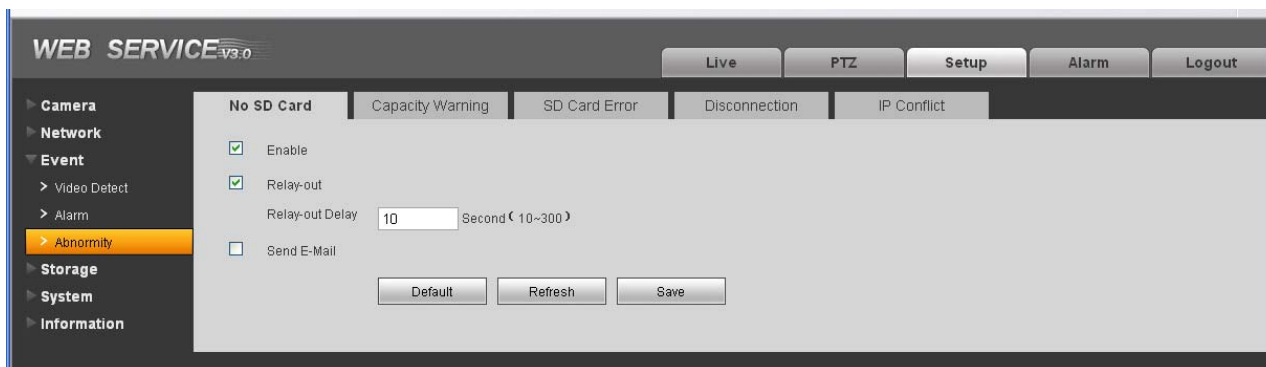 WEB SERVICE V3.0
Live PTZ Setup Alarm Logout
Camera
Network
Event
> Video Detect
> Alarm
> Abnormity
Storage
System
Information
No SD Card Capacity Warning SD Card Error Disconnection IP Conflict
Enable
Relay-out
Relay-out Delay 10 Second ( 10~300 )
Send E-Mail
Default Refresh Save